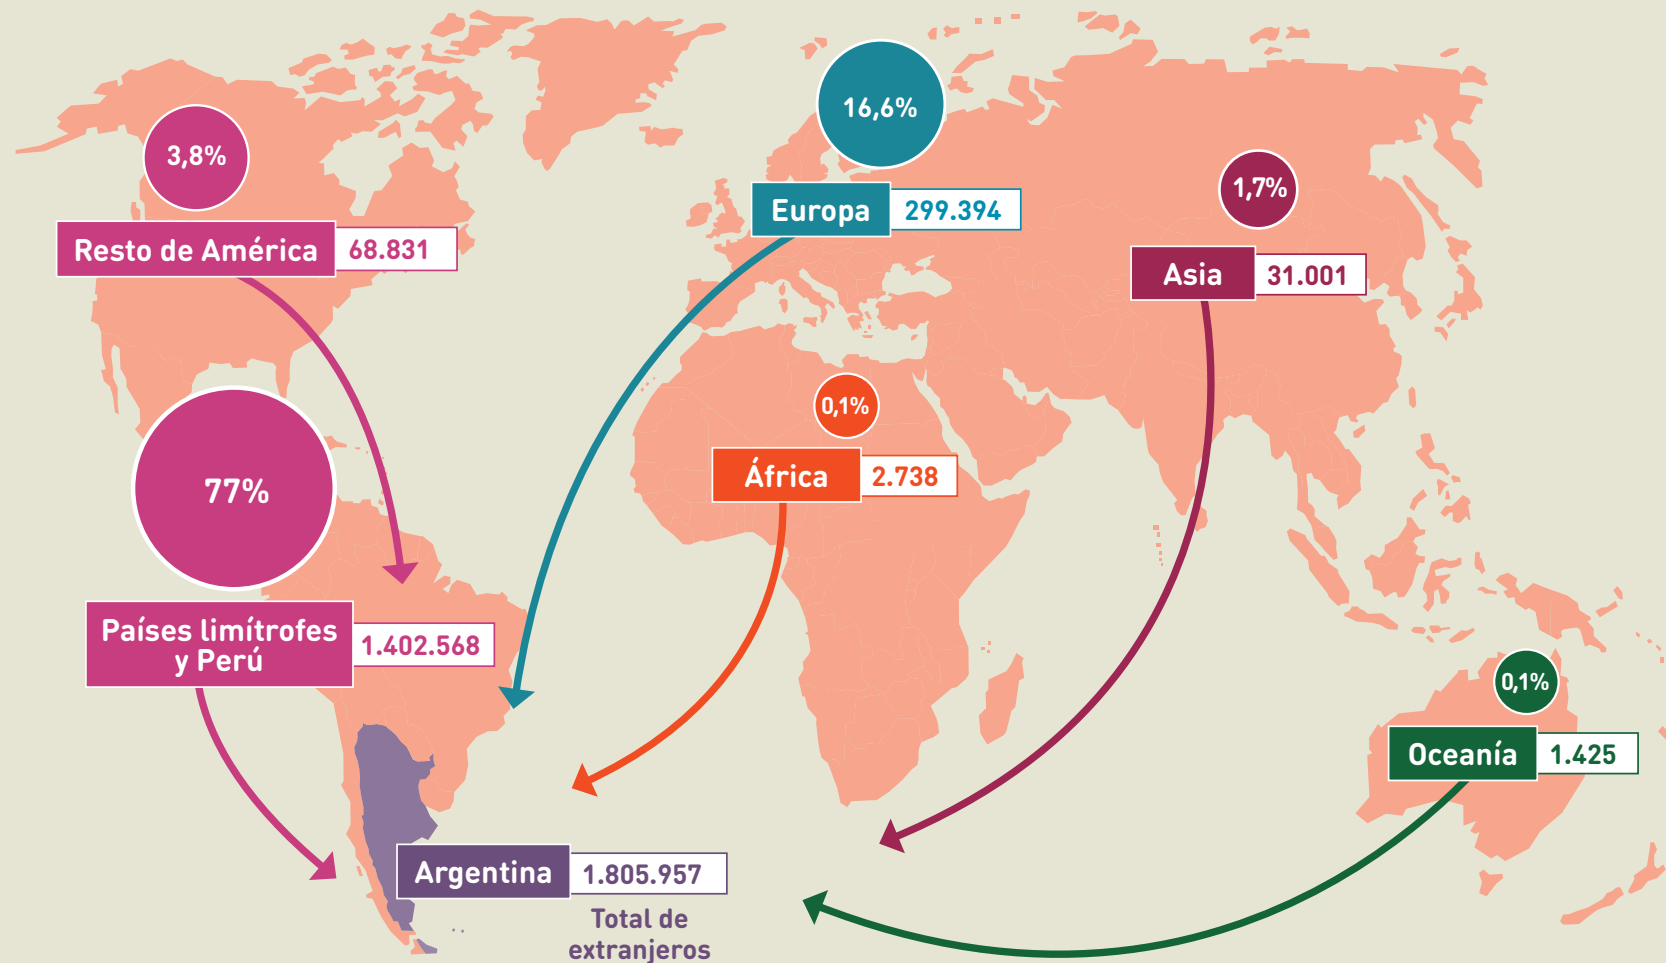 16,6%
Europa 299.394
3,8%
Resto de América 68.831
1,7%
Asia 31.001
0,1%
África 2.738
77%
Países limítrofes
y Perú
1.402.568
0,1%
Oceanía 1.425
Argentina 1.805.957
Total de
extranjeros